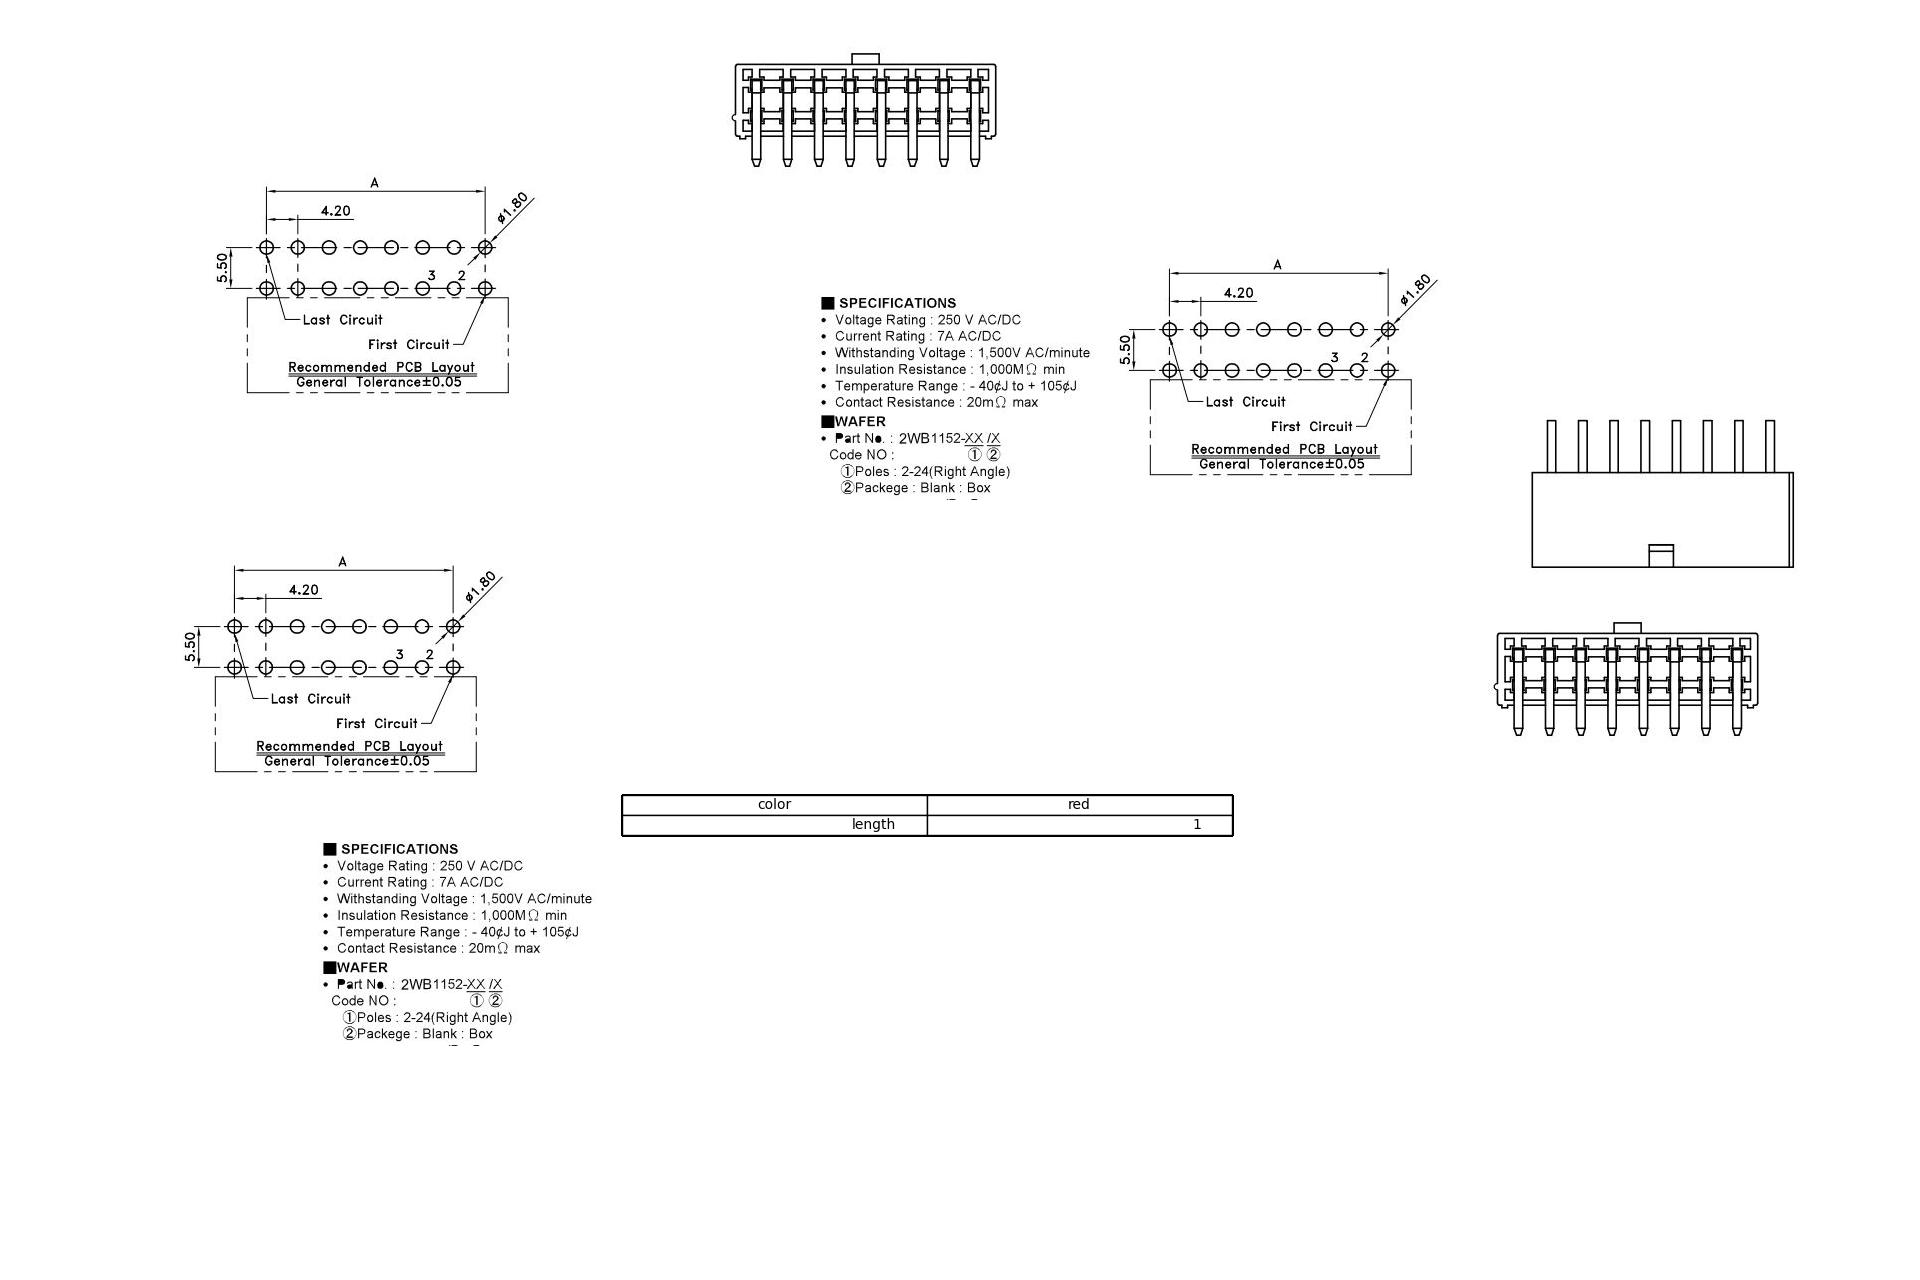 A
4.20
ø1.80
5.50
3 2
Last Circuit
First Circuit
Recommended PCB Layout
General Tolerance±0.05
■ SPECIFICATIONS
• Voltage Rating : 250 V AC/DC
• Current Rating : 7A AC/DC
• Withstanding Voltage : 1,500V AC/minute
• Insulation Resistance : 1,000MΩ min
• Temperature Range : - 40¢J to + 105¢J
• Contact Resistance : 20mΩ max
■WAFER
• Part No. : 2WB1152-XX /X
Code NO : ① ②
①Poles : 2-24(Right Angle)
②Packege : Blank : Box
A
4.20
ø1.80
5.50
3 2
Last Circuit
First Circuit
Recommended PCB Layout
General Tolerance±0.05
A
4.20
ø1.80
5.50
3 2
Last Circuit
First Circuit
Recommended PCB Layout
General Tolerance±0.05
color red
length 1
■ SPECIFICATIONS
• Voltage Rating : 250 V AC/DC
• Current Rating : 7A AC/DC
• Withstanding Voltage : 1,500V AC/minute
• Insulation Resistance : 1,000MΩ min
• Temperature Range : - 40¢J to + 105¢J
• Contact Resistance : 20mΩ max
■WAFER
• Part No. : 2WB1152-XX /X
Code NO : ① ②
①Poles : 2-24(Right Angle)
②Packege : Blank : Box